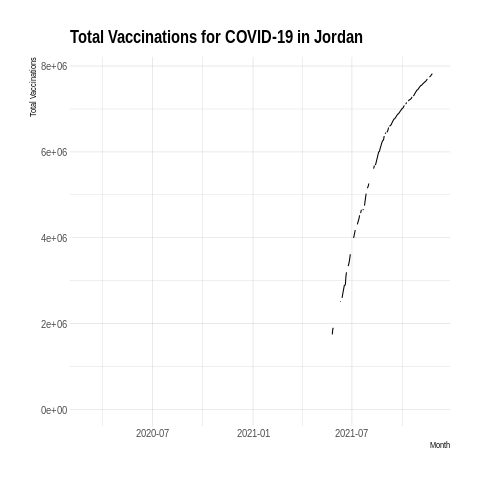 Total Vaccinations for COVID-19 in Jordan
Total Vaccinations
8e+06
6e+06
4e+06
2e+06
0e+00
2020-07
2021-01
2021-07
Month